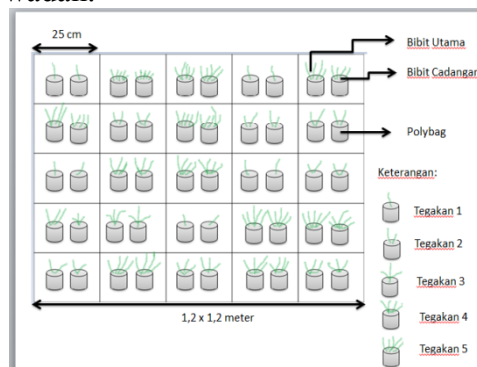 25 cm
Bibit Utama
Bibit Cadangan
Polybag
Keterangan:
Tegakan 1
Tegakan 2
Tegakan 3
Tegakan 4
Tegakan 5
1,2 x 1,2 meter